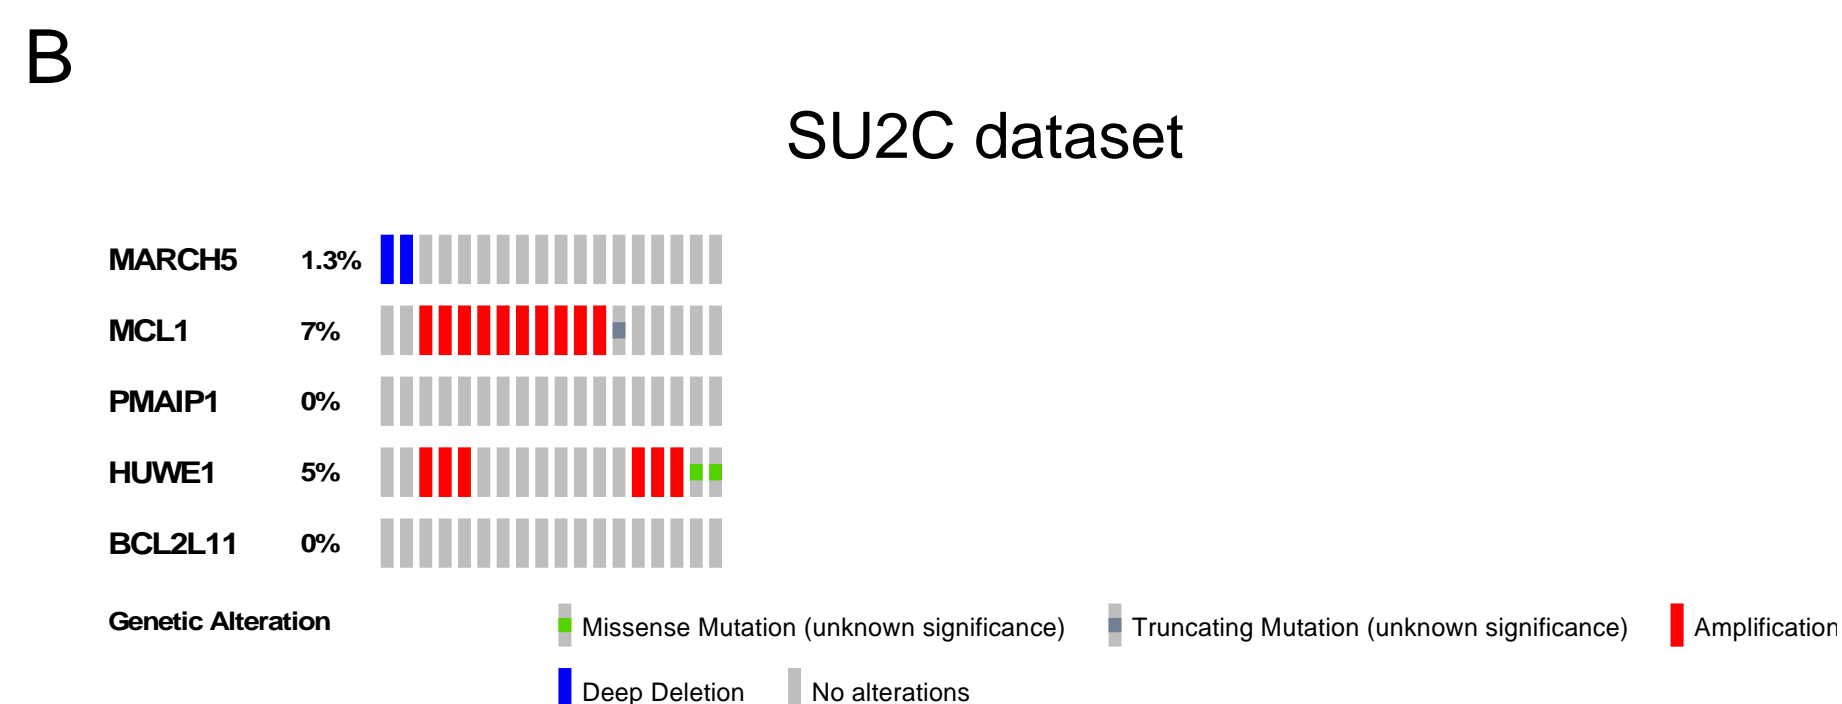 B
SU2C dataset
MARCH5 1.3%
MCL1 7%
PMAIP1 0%
HUWE1 5%
BCL2L11 0%
Genetic Alteration Missense Mutation (unknown significance) Truncating Mutation (unknown significance) Amplification
Deep Deletion No alterations